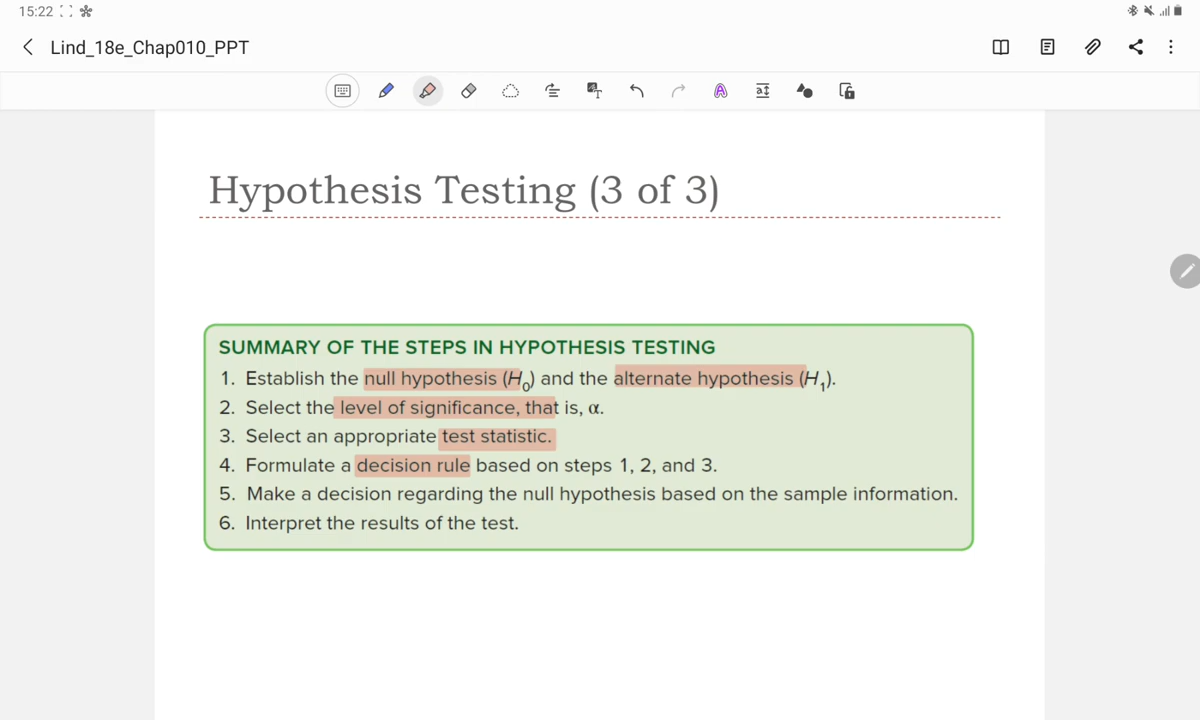 15:22
Lind_18e_Chap010_PPT
Hypothesis Testing (3 of 3)
SUMMARY OF THE STEPS IN HYPOTHESIS TESTING
1. Establish the null hypothesis (H₀) and the alternate hypothesis (H₁).
2. Select the level of significance, that is, α.
3. Select an appropriate test statistic.
4. Formulate a decision rule based on steps 1, 2, and 3.
5. Make a decision regarding the null hypothesis based on the sample information.
6. Interpret the results of the test.